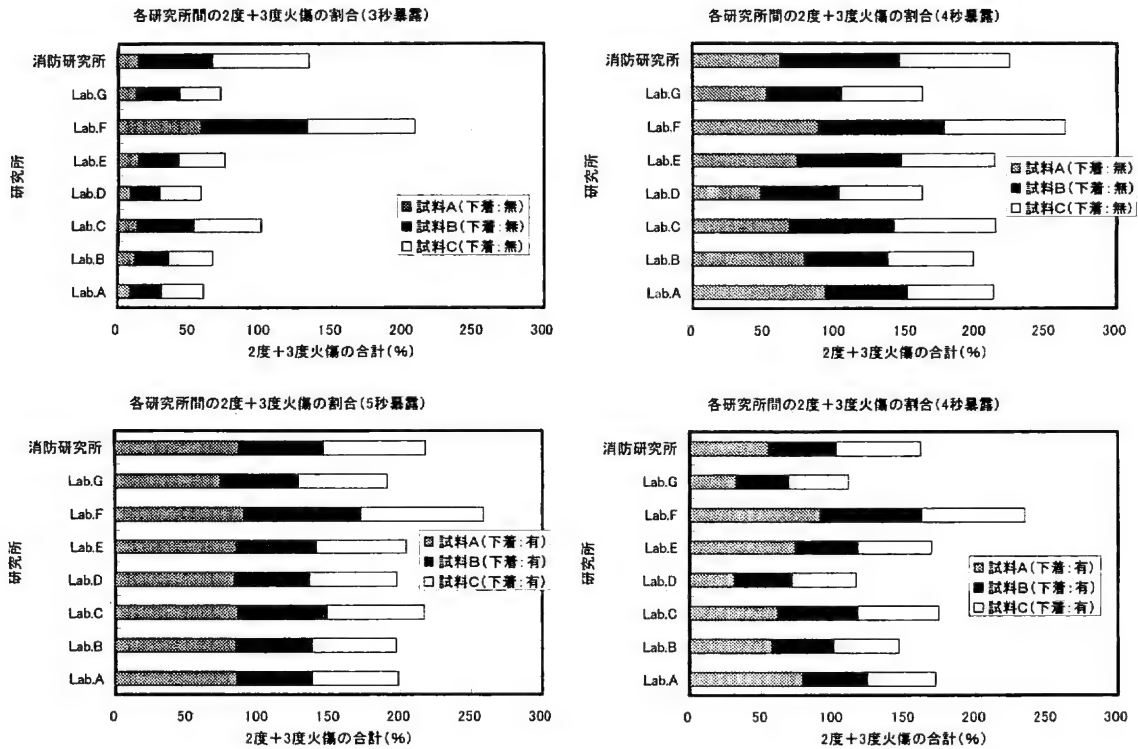 各研究所間の2度+3度火傷の割合(3秒暴露)
研究所
消防研究所
Lab.G
Lab.F
Lab.E
Lab.D
Lab.C
Lab.B
Lab.A
試料A(下着:無)
試料B(下着:無)
試料C(下着:無)
0 50 100 150 200 250 300
2度+3度火傷の合計(%)
各研究所間の2度+3度火傷の割合(4秒暴露)
研究所
消防研究所
Lab.G
Lab.F
Lab.E
Lab.D
Lab.C
Lab.B
Lab.A
試料A(下着:無)
試料B(下着:無)
試料C(下着:無)
0 50 100 150 200 250 300
2度+3度火傷の合計(%)
各研究所間の2度+3度火傷の割合(5秒暴露)
研究所
消防研究所
Lab.G
Lab.F
Lab.E
Lab.D
Lab.C
Lab.B
Lab.A
試料A(下着:有)
試料B(下着:有)
試料C(下着:有)
0 50 100 150 200 250 300
2度+3度火傷の合計(%)
各研究所間の2度+3度火傷の割合(4秒暴露)
研究所
消防研究所
Lab.G
Lab.F
Lab.E
Lab.D
Lab.C
Lab.B
Lab.A
試料A(下着:有)
試料B(下着:有)
試料C(下着:有)
0 50 100 150 200 250 300
2度+3度火傷の合計(%)